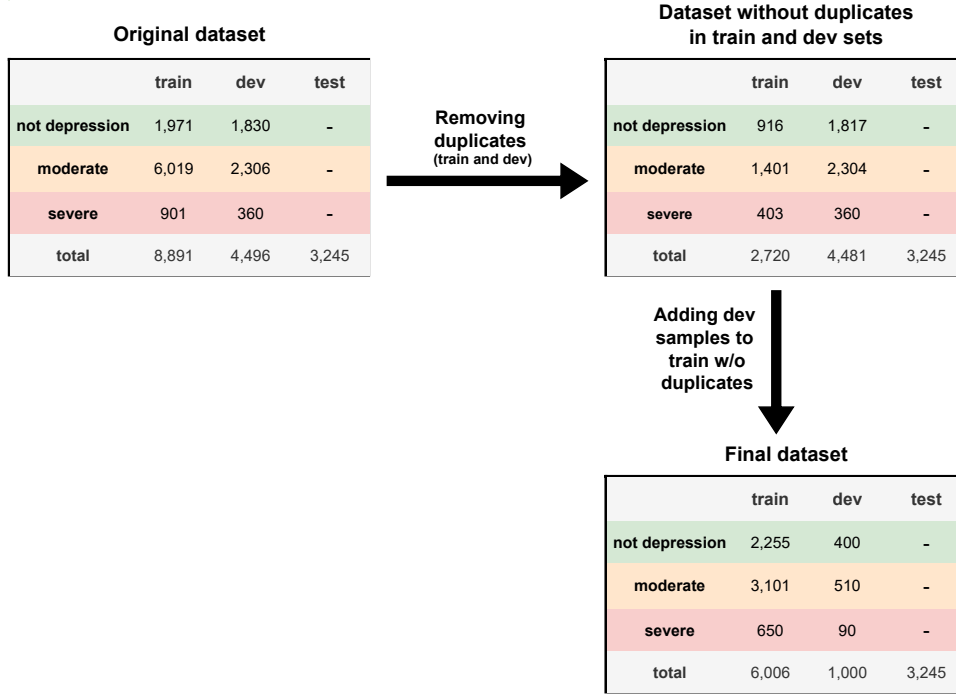 Original dataset
train dev test
not depression 1,971 1,830 -
moderate 6,019 2,306 -
severe 901 360 -
total 8,891 4,496 3,245
Removing
duplicates
(train and dev)
Dataset without duplicates
in train and dev sets
train dev test
not depression 916 1,817 -
moderate 1,401 2,304 -
severe 403 360 -
total 2,720 4,481 3,245
Adding dev
samples to
train w/o
duplicates
Final dataset
train dev test
not depression 2,255 400 -
moderate 3,101 510 -
severe 650 90 -
total 6,006 1,000 3,245